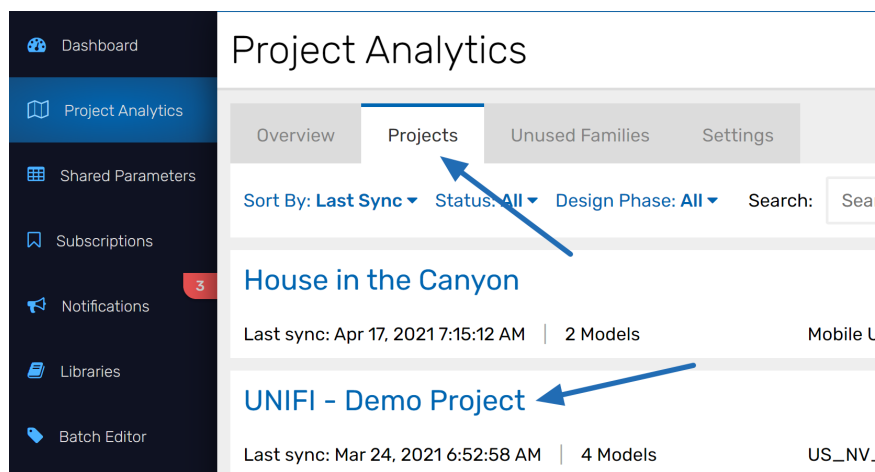 Dashboard
Project Analytics
Shared Parameters
Subscriptions
3
Notifications
Libraries
Batch Editor
Project Analytics
Overview Projects Unused Families Settings
Sort By: Last Sync Status: All Design Phase: All Search: Sea
House in the Canyon
Last sync: Apr 17, 2021 7:15:12 AM | 2 Models Mobile U
UNIFI - Demo Project
Last sync: Mar 24, 2021 6:52:58 AM | 4 Models US_NV_